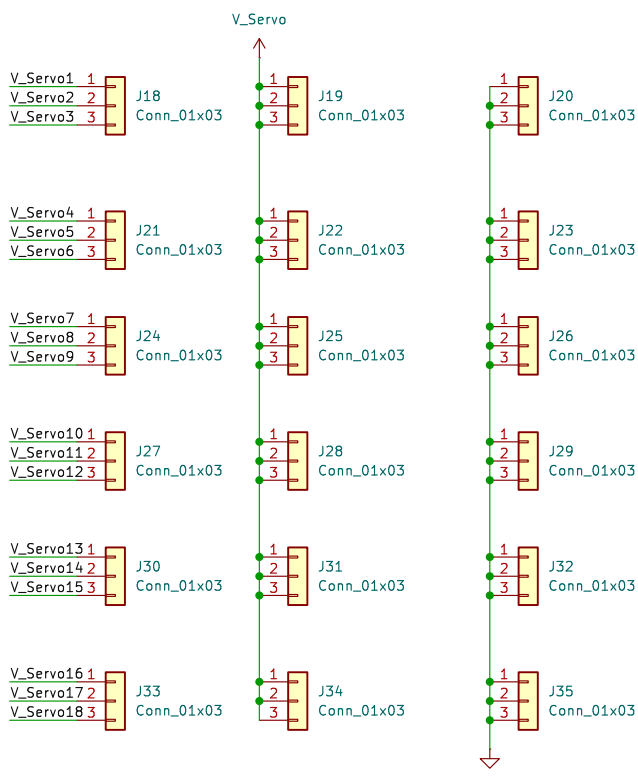 V_Servo
V_Servo1 1 J18 1 J19 1 J20
V_Servo2 2 Conn_01x03 2 Conn_01x03 2 Conn_01x03
V_Servo3 3 3 3
V_Servo4 1 J21 1 J22 1 J23
V_Servo5 2 Conn_01x03 2 Conn_01x03 2 Conn_01x03
V_Servo6 3 3 3
V_Servo7 1 J24 1 J25 1 J26
V_Servo8 2 Conn_01x03 2 Conn_01x03 2 Conn_01x03
V_Servo9 3 3 3
V_Servo10 1 J27 1 J28 1 J29
V_Servo11 2 Conn_01x03 2 Conn_01x03 2 Conn_01x03
V_Servo12 3 3 3
V_Servo13 1 J30 1 J31 1 J32
V_Servo14 2 Conn_01x03 2 Conn_01x03 2 Conn_01x03
V_Servo15 3 3 3
V_Servo16 1 J33 1 J34 1 J35
V_Servo17 2 Conn_01x03 2 Conn_01x03 2 Conn_01x03
V_Servo18 3 3 3